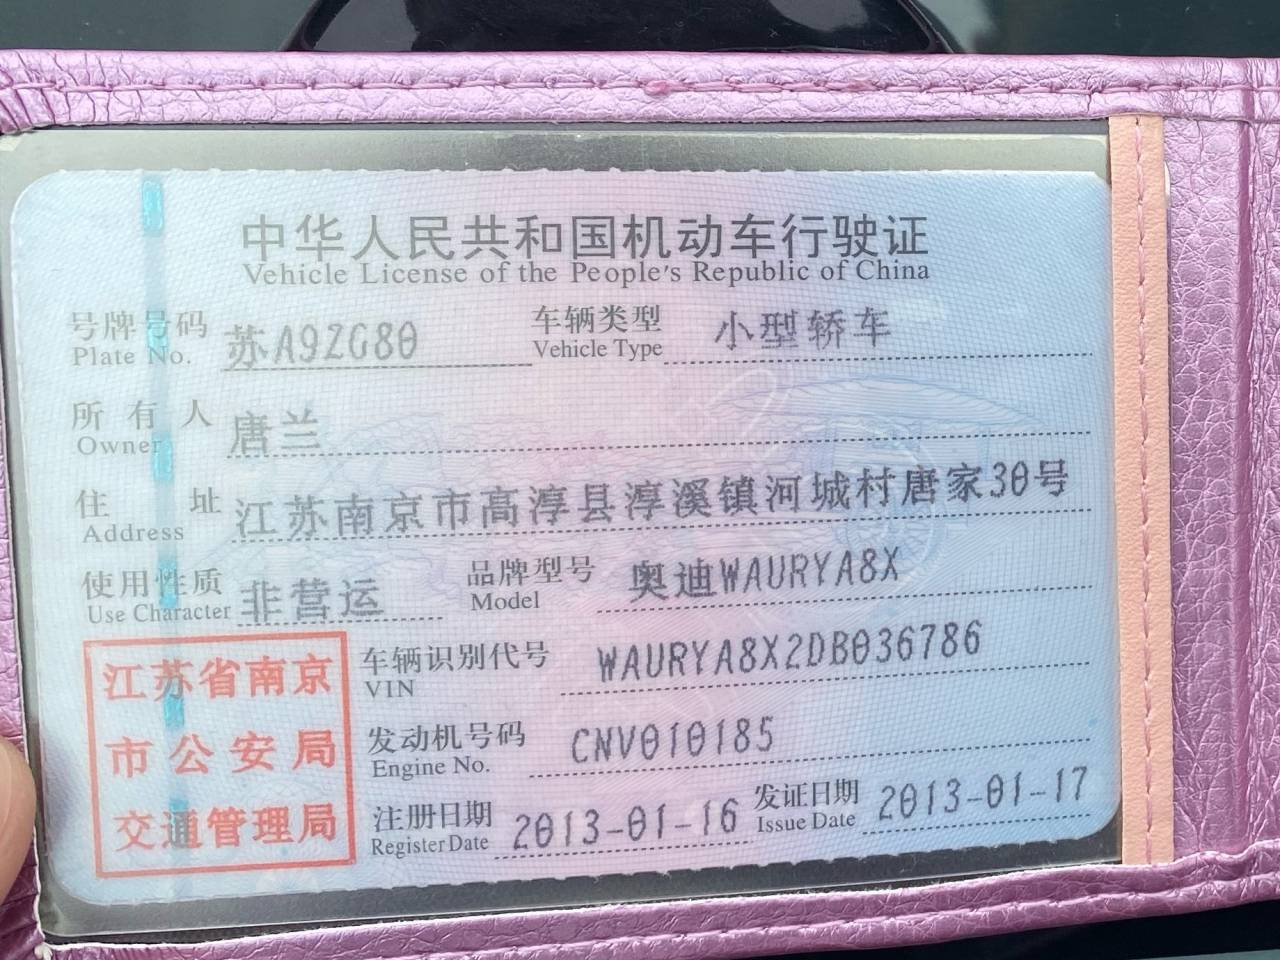 中华人民共和国机动车行驶证
Vehicle License of the People's Republic of China
号牌号码 苏A9ZG80 车辆类型 小型轿车
Plate No. Vehicle Type
所有人 唐兰
Owner
住址 江苏南京市高淳县淳溪镇河城村唐家30号
Address
使用性质 非营运 品牌型号 奥迪WAURYA8X
Use Character Model
江苏省南京
市公安局
交通管理局
车辆识别代号 WAURYA8X2DB036786
VIN
发动机号码 CNV010185
Engine No.
注册日期 2013-01-16 发证日期 2013-01-17
Register Date Issue Date